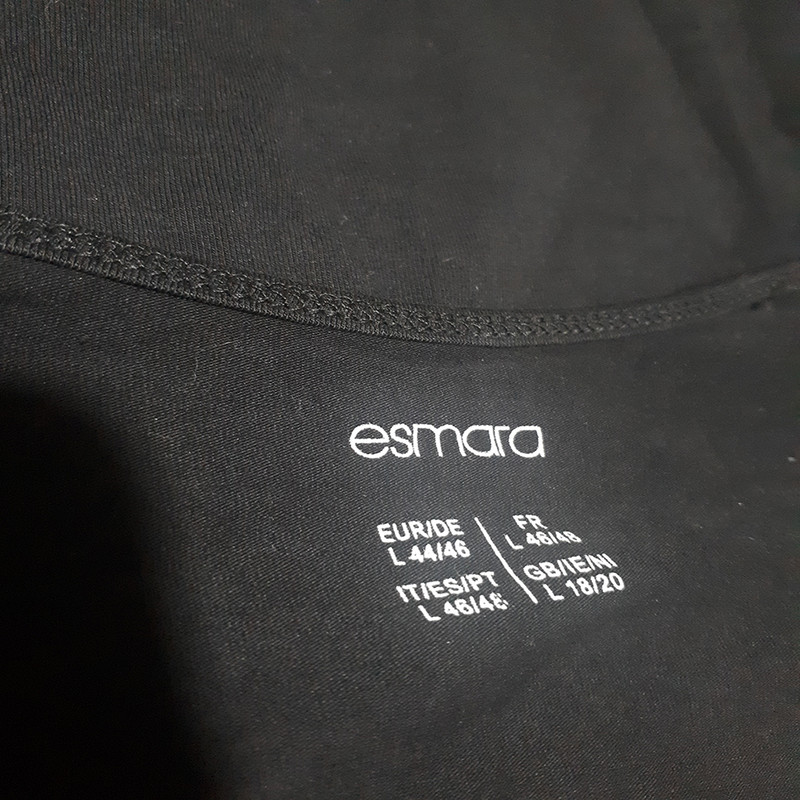 esmara
EUR/DE
L 44/46
FR
L 46/48
IT/ES/PT
L 46/48
GB/IE/NI
L 18/20